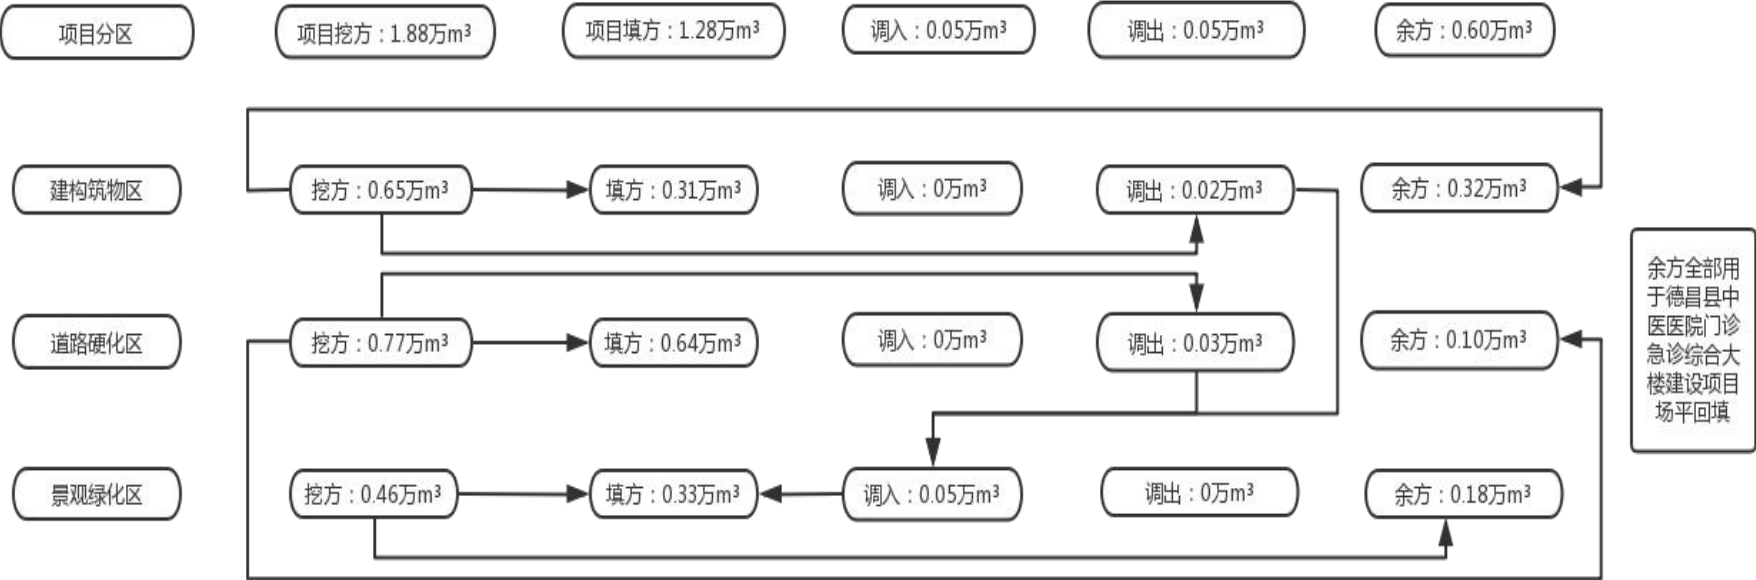 项目分区
项目挖方：1.88万m³
项目填方：1.28万m³
调入：0.05万m³
调出：0.05万m³
余方：0.60万m³
建构筑物区
挖方：0.65万m³
填方：0.31万m³
调入：0万m³
调出：0.02万m³
余方：0.32万m³
道路硬化区
挖方：0.77万m³
填方：0.64万m³
调入：0万m³
调出：0.03万m³
余方：0.10万m³
景观绿化区
挖方：0.46万m³
填方：0.33万m³
调入：0.05万m³
调出：0万m³
余方：0.18万m³
余方全部用
于德昌县中
医医院门诊
急诊综合大
楼建设项目
场平回填